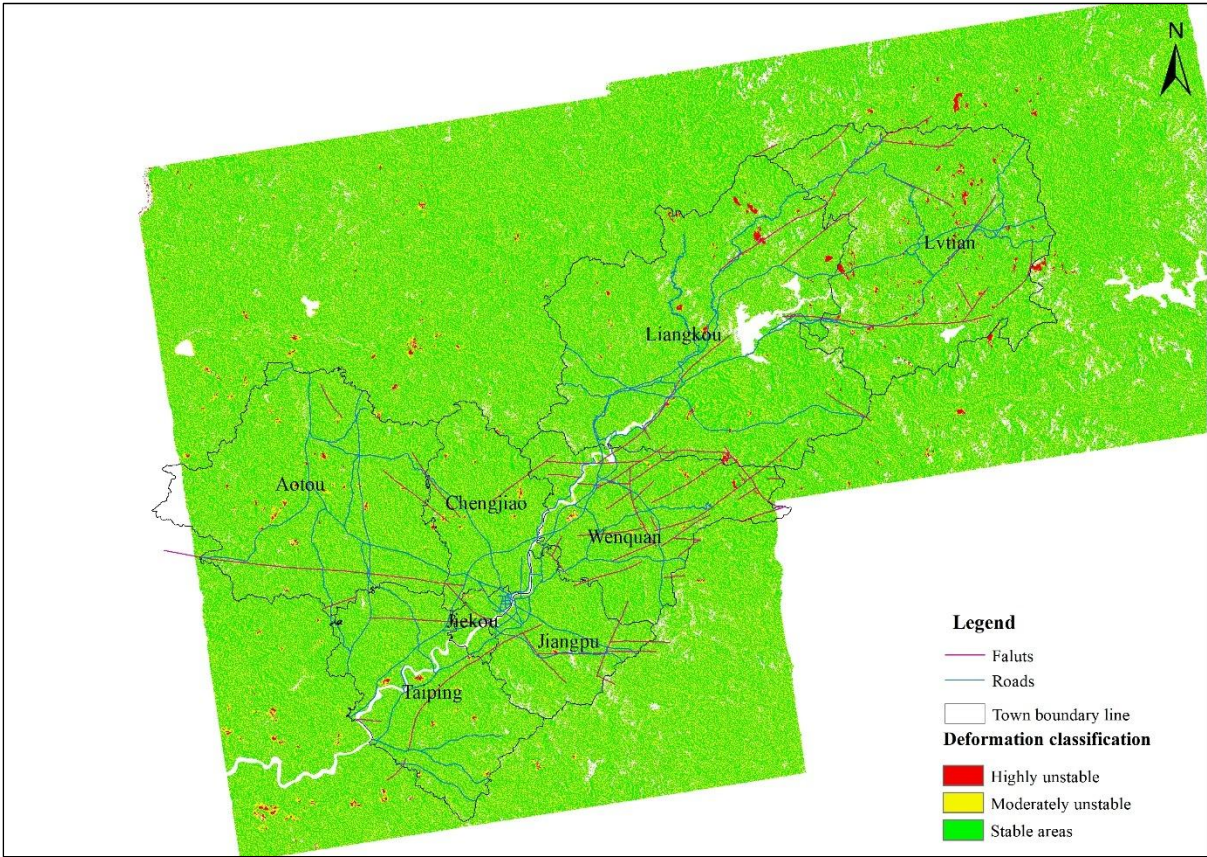 N
Lvtian
Liangkou
Aotou
Chengjiao
Wenquan
Jiekou
Jiangpu
Taiping
Legend
Faluts
Roads
Town boundary line
Deformation classification
Highly unstable
Moderately unstable
Stable areas